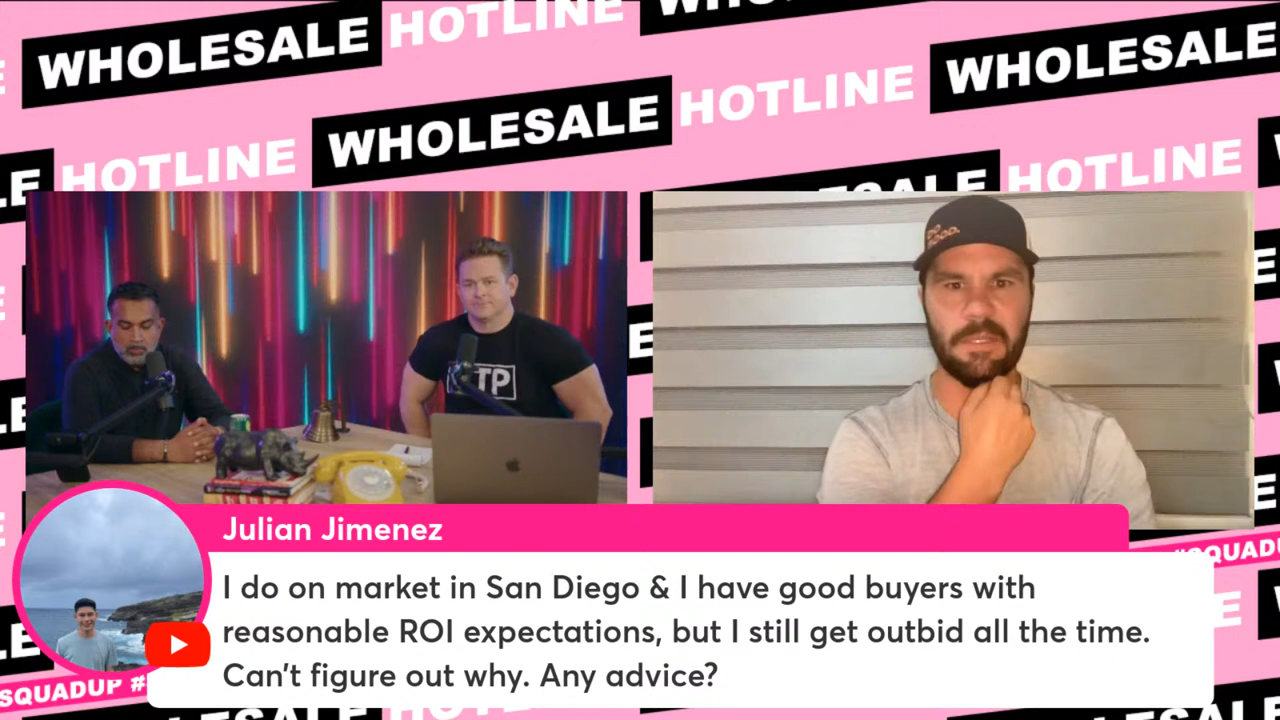 WHOLESALE HOTLINE
WHOLESALE HOTLINE
WHOLESALE
HOTLINE
HOTLINE
TP
Julian Jimenez
I do on market in San Diego & I have good buyers with
reasonable ROI expectations, but I still get outbid all the time.
Can't figure out why. Any advice?
SQUADUP #